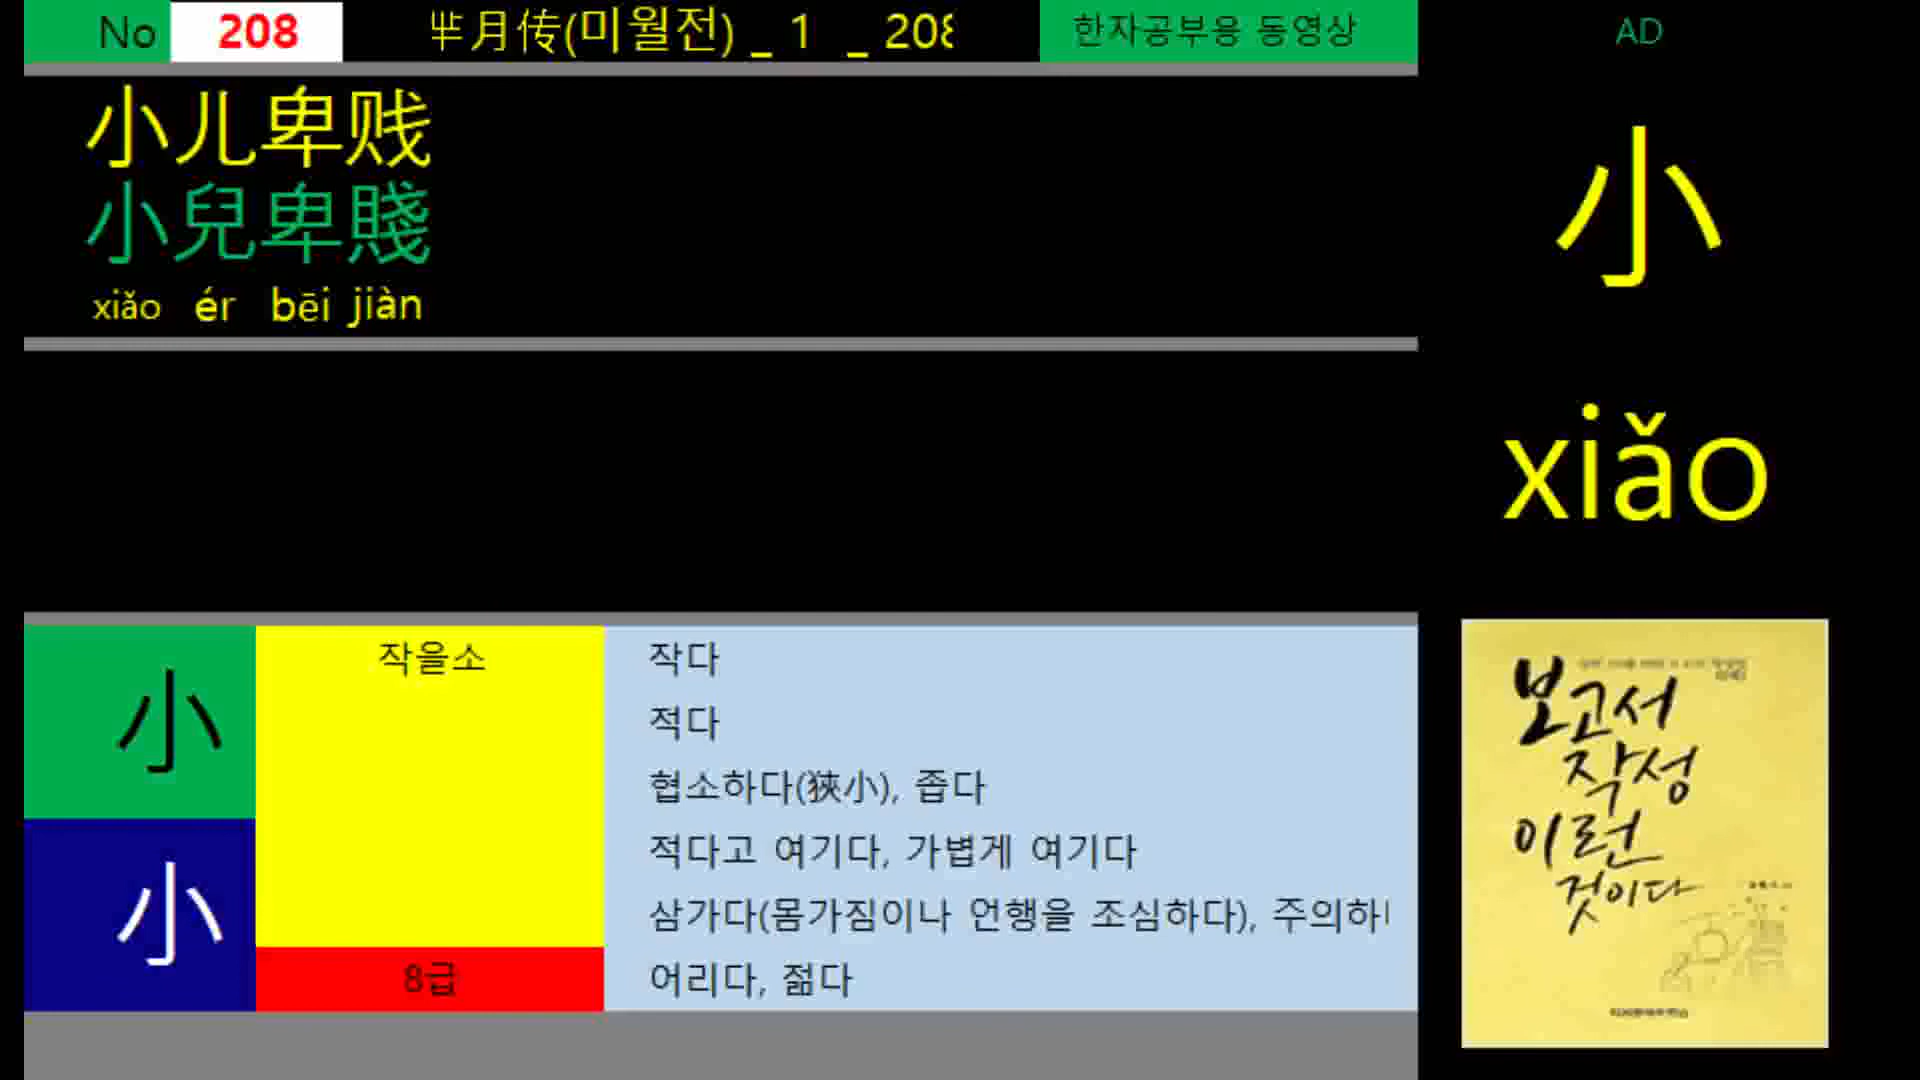 No 208 芈月传(미월전) _ 1 _ 208 한자공부용 동영상 AD
小儿卑贱
小兒卑賤
xiǎo ér bēi jiàn
小
xiǎo
小 작을소 작다
적다
협소하다(狹小), 좁다
적다고 여기다, 가볍게 여기다
小 삼가다(몸가짐이나 언행을 조심하다), 주의하
8급 어리다, 젊다
보고서
작성
이런
것이다